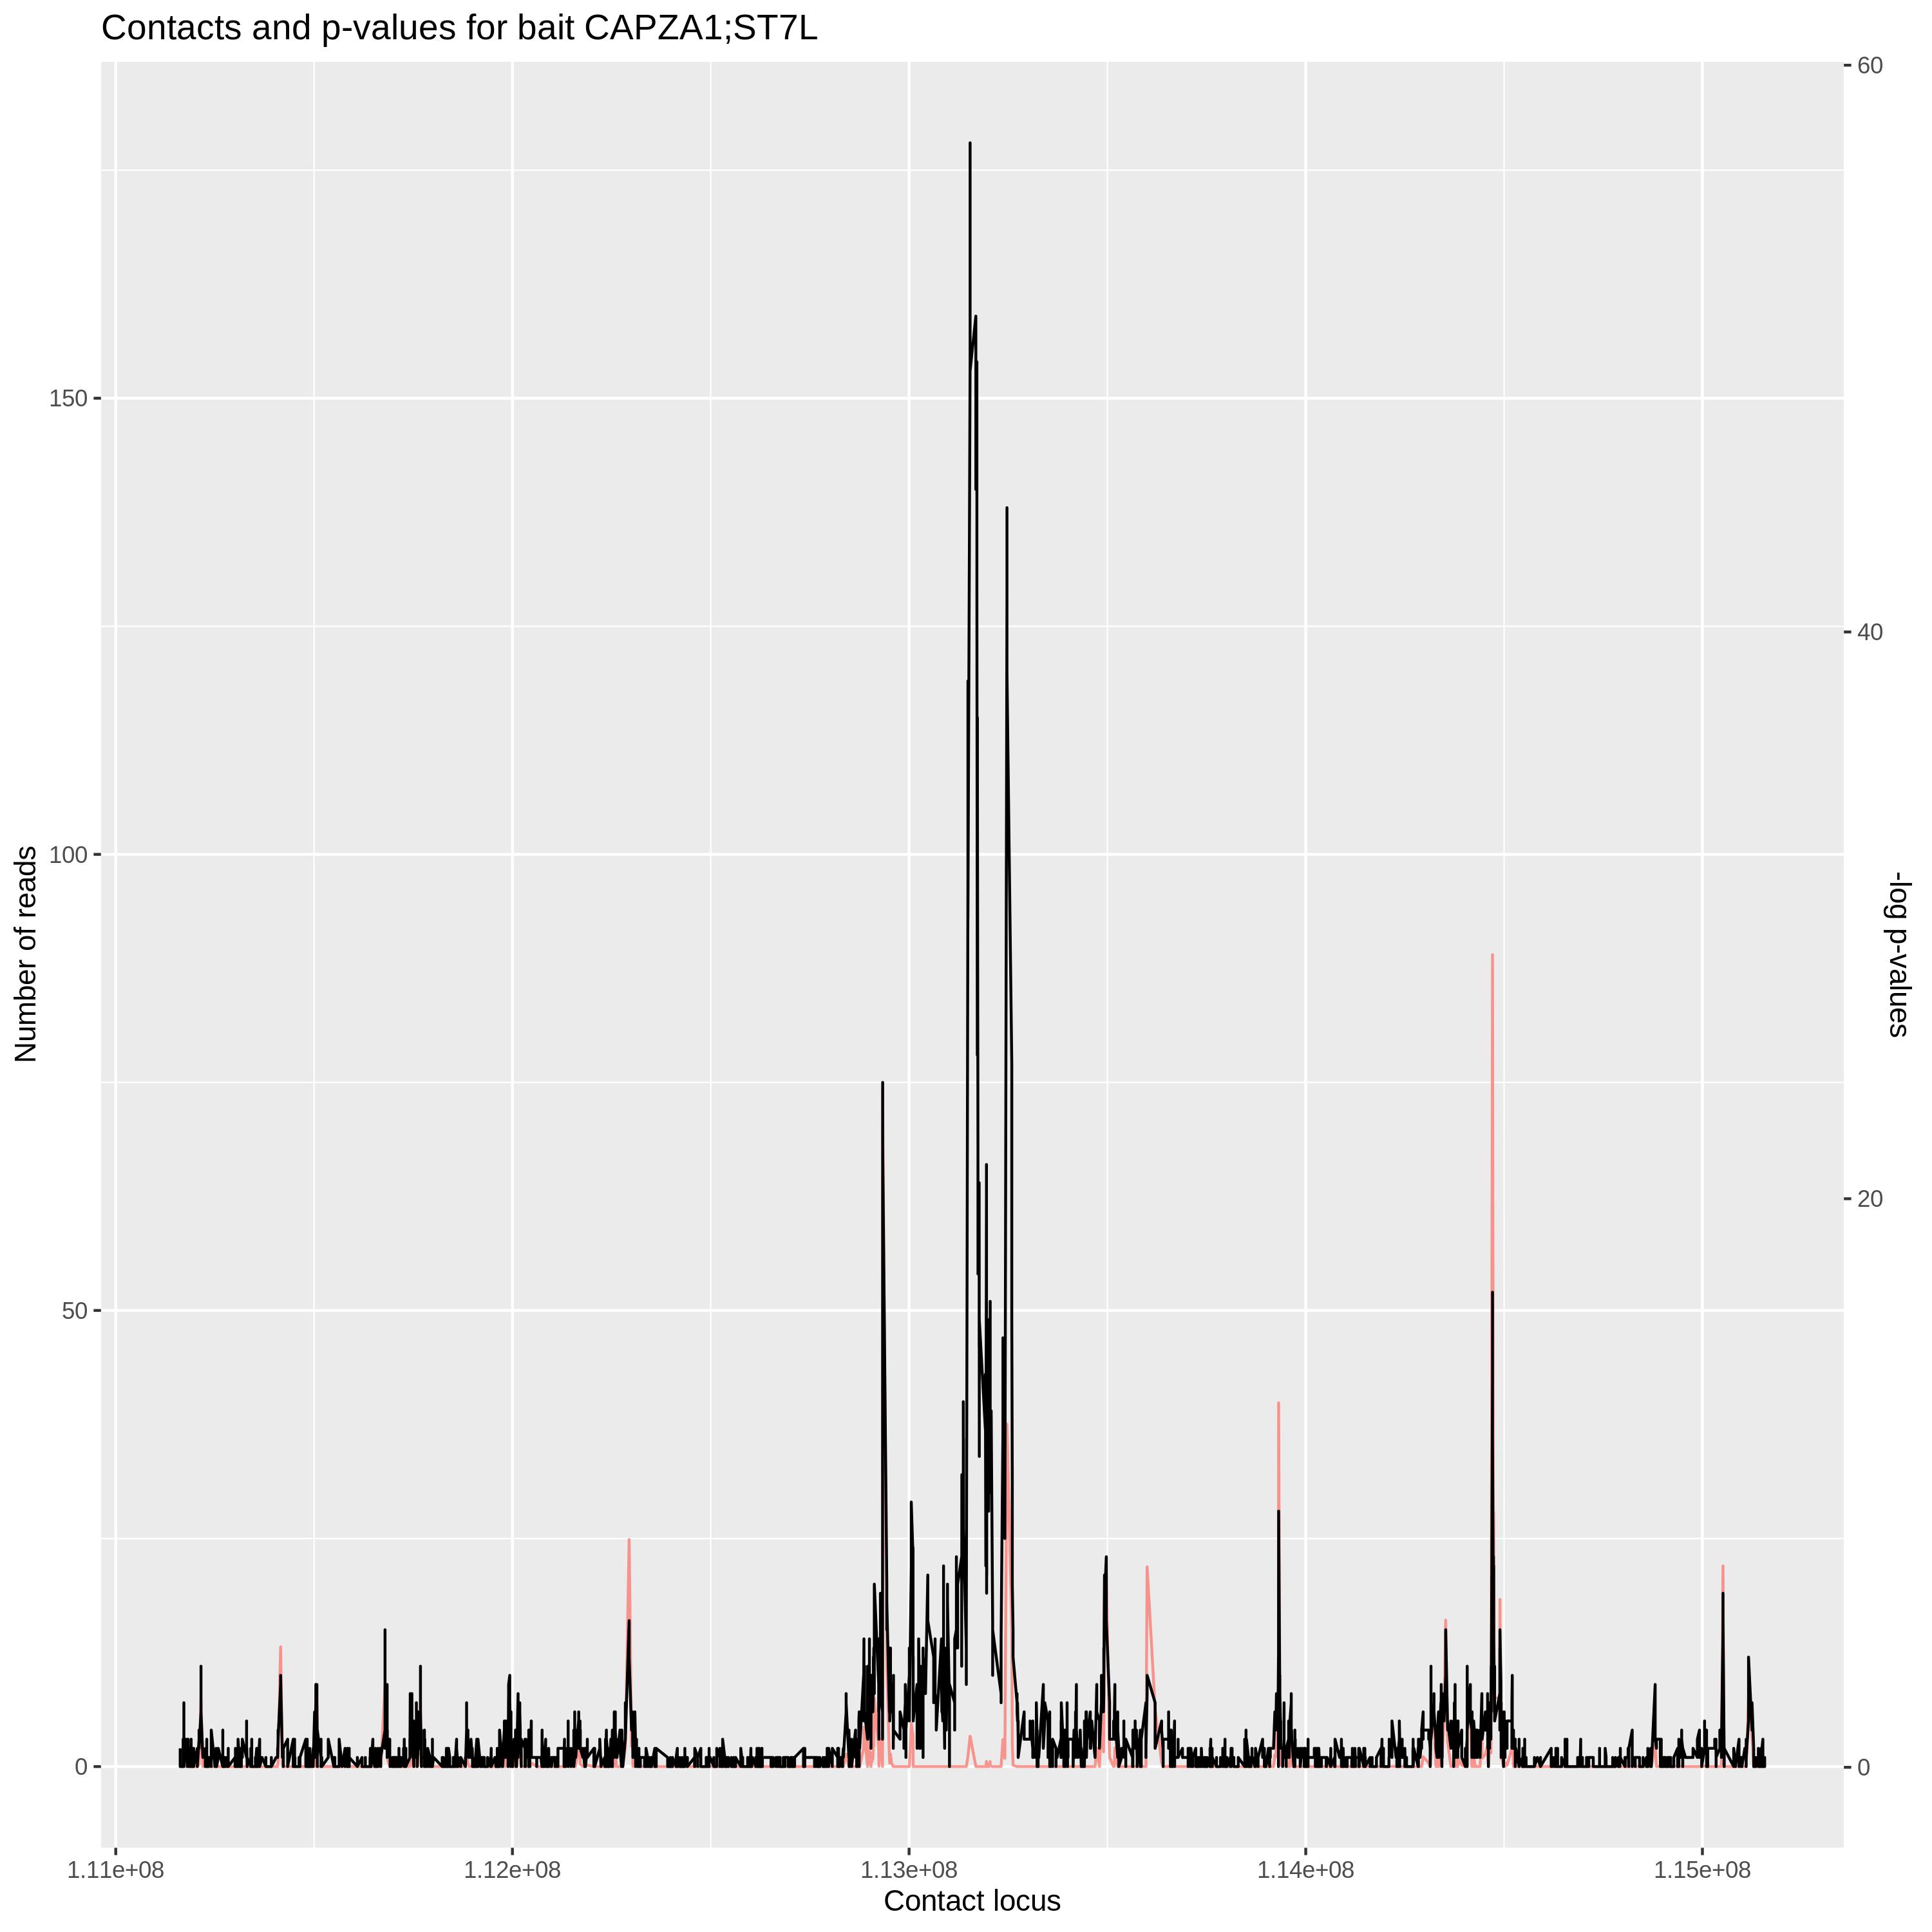 Contacts and p-values for bait CAPZA1;ST7L
60
150
40
100
Number of reads
-log p-values
20
50
0
0
1.11e+08
1.12e+08
1.13e+08
1.14e+08
1.15e+08
Contact locus